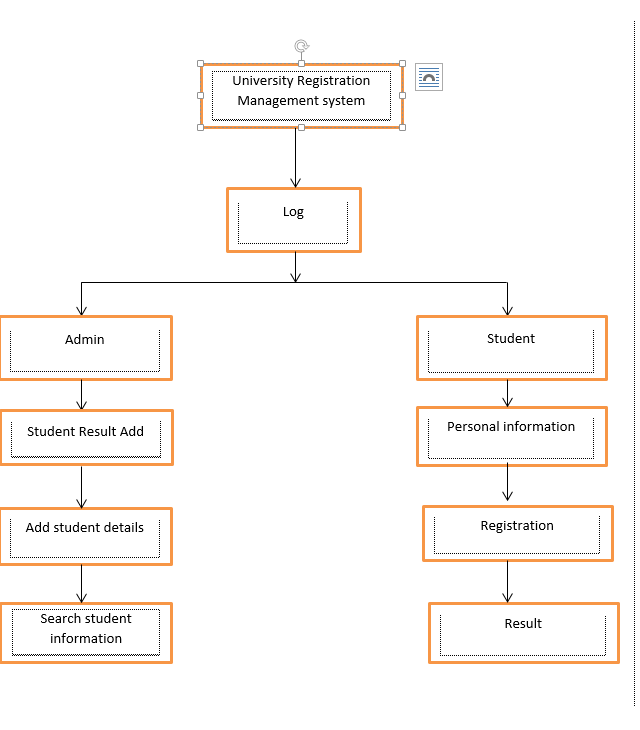 University Registration
Management system
Log
Admin
Student
Student Result Add
Personal information
Add student details
Registration
Search student
information
Result